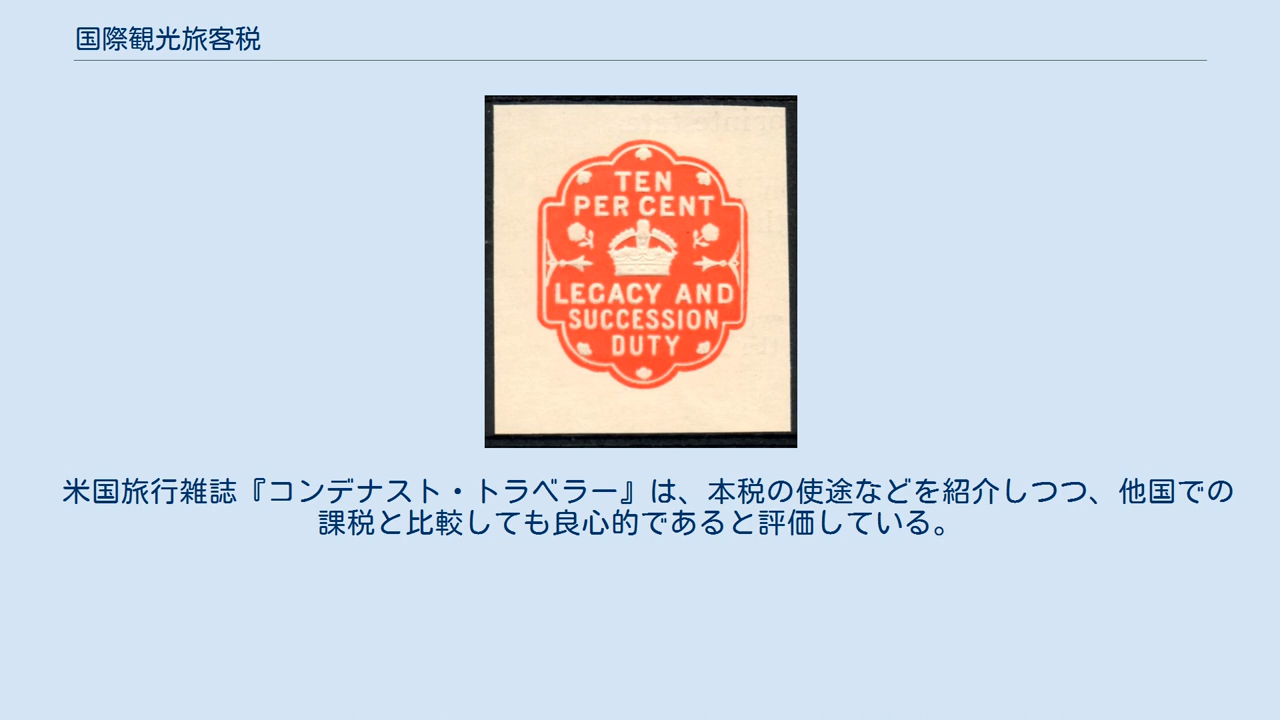 国際観光旅客税
TEN
PER CENT
LEGACY AND
SUCCESSION
DUTY
米国旅行雑誌『コンデナスト・トラベラー』は、本税の使途などを紹介しつつ、他国での
課税と比較しても良心的であると評価している。